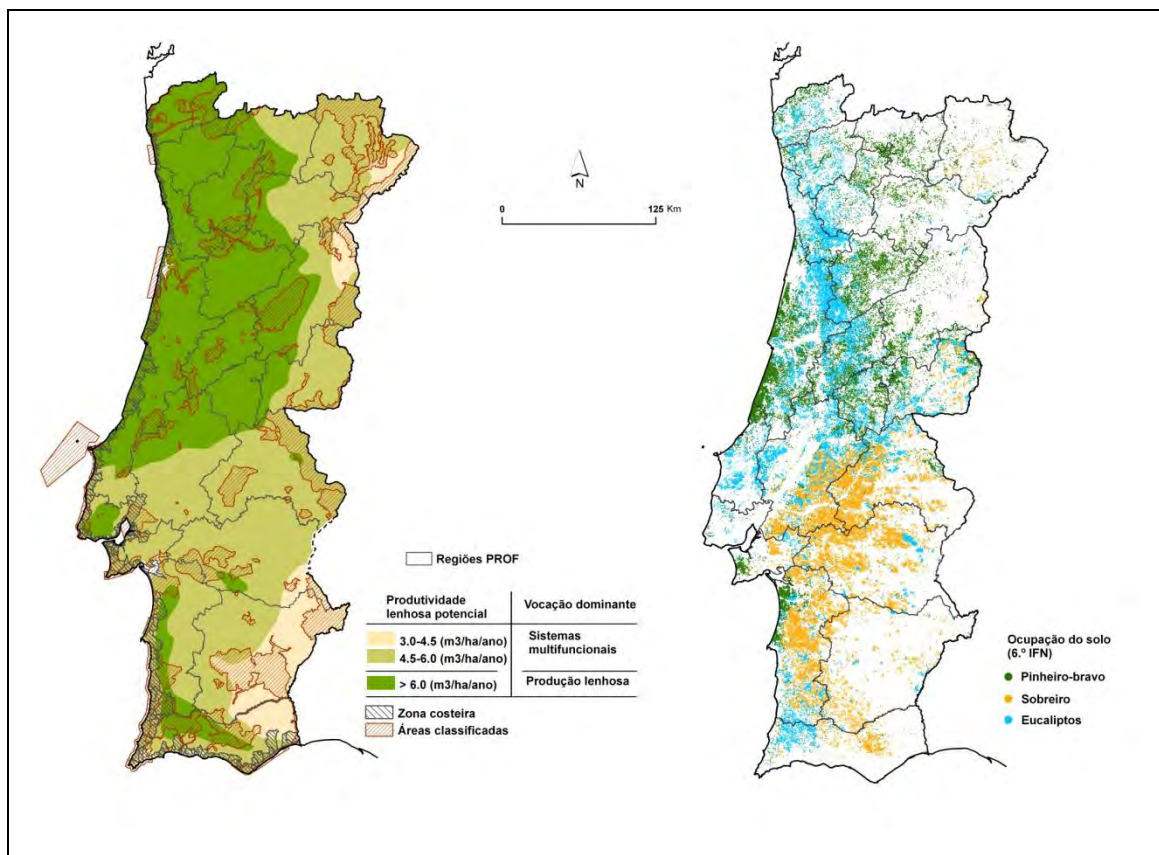 N
0 125 Km
Regiões PROF
Produtividade
lenhosa potencial
Vocação dominante
3.0-4.5 (m3/ha/ano)
4.5-6.0 (m3/ha/ano)
Sistemas
multifuncionais
> 6.0 (m3/ha/ano)
Produção lenhosa
Zona costeira
Áreas classificadas
Ocupação do solo
(6.º IFN)
Pinheiro-bravo
Sobreiro
Eucaliptos